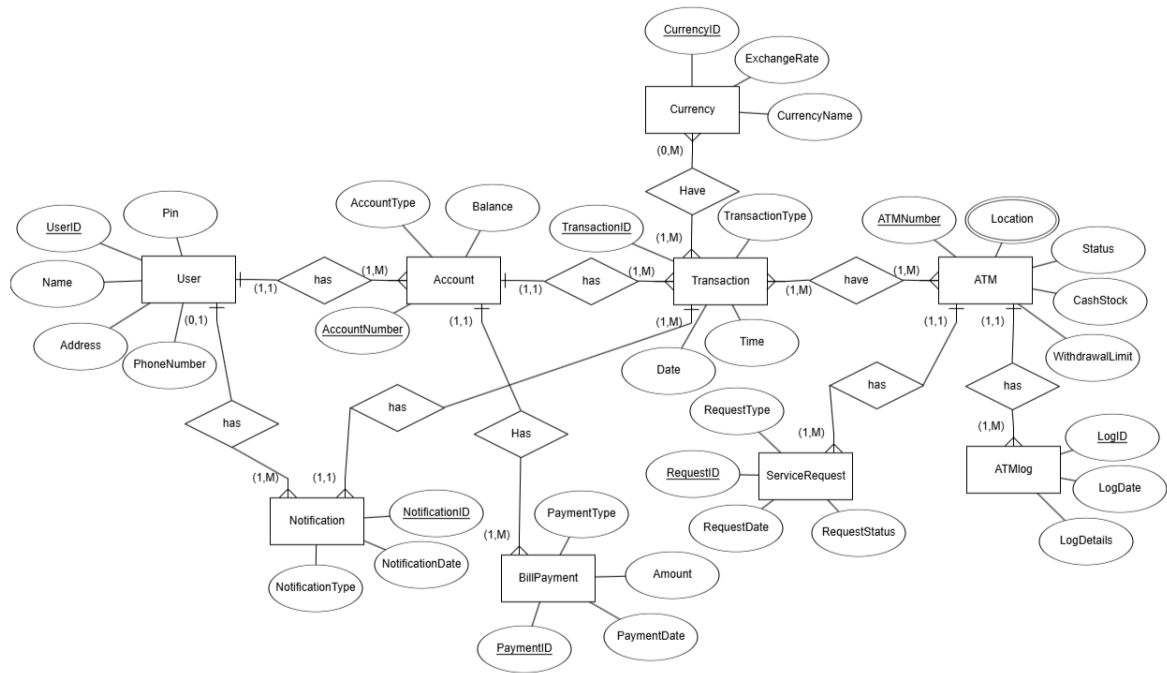 CurrencyID
ExchangeRate
Currency
CurrencyName
(0,M)
Have
AccountType
Balance
TransactionID
TransactionType
ATMNumber
Location
Pin
UserID
(1,M)
Status
Name
User
(1,1)
has
(1,M)
Account
(1,1)
has
(1,M)
Transaction
(1,M)
have
(1,M)
ATM
CashStock
(0,1)
AccountNumber
(1,1)
(1,M)
(1,1)
(1,1)
Address
PhoneNumber
Date
Time
WithdrawalLimit
has
has
Has
has
has
RequestType
(1,M)
(1,M)
LogID
(1,M)
(1,1)
RequestID
ServiceRequest
ATMlog
LogDate
Notification
NotificationID
PaymentType
RequestDate
RequestStatus
LogDetails
(1,M)
NotificationType
NotificationDate
BillPayment
Amount
PaymentID
PaymentDate